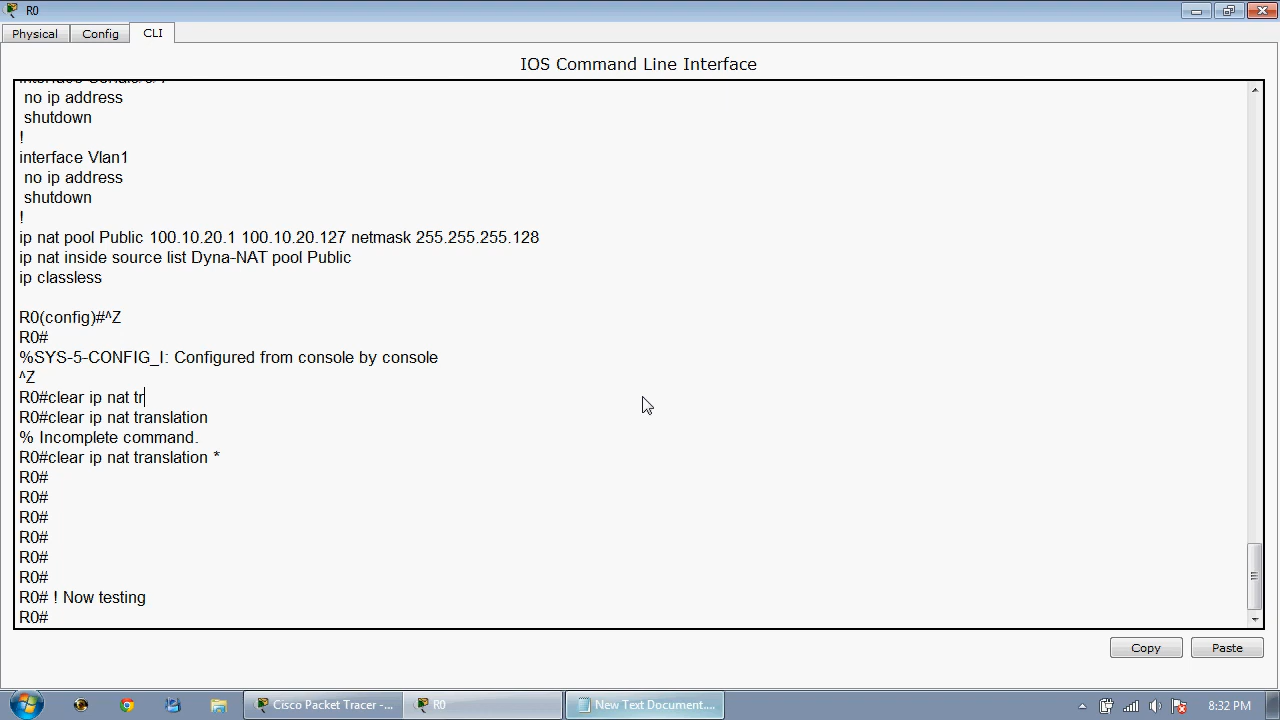 R0
Physical
Config
CLI
IOS Command Line Interface
no ip address
shutdown
!
interface Vlan1
no ip address
shutdown
!
ip nat pool Public 100.10.20.1 100.10.20.127 netmask 255.255.255.128
ip nat inside source list Dyna-NAT pool Public
ip classless
R0(config)#^Z
R0#
%SYS-5-CONFIG_I: Configured from console by console
^Z
R0#clear ip nat tr
R0#clear ip nat translation
% Incomplete command.
R0#clear ip nat translation *
R0#
R0#
R0#
R0#
R0#
R0#
R0# ! Now testing
R0#
Copy
Paste
Cisco Packet Tracer -...
R0
New Text Document....
8:32 PM